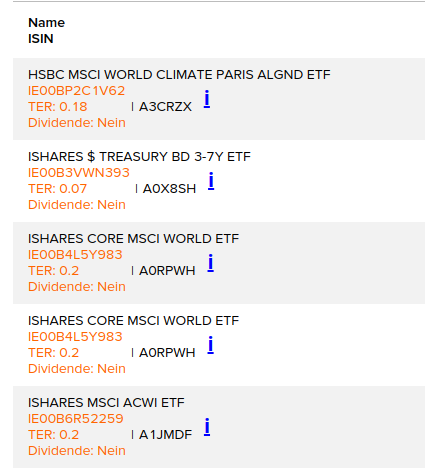 Name
ISIN
HSBC MSCI WORLD CLIMATE PARIS ALGND ETF
IE00BP2C1V62
TER: 0.18 | A3CRZX i
Dividende: Nein
ISHARES $ TREASURY BD 3-7Y ETF
IE00B3VWN393
TER: 0.07 | A0X8SH i
Dividende: Nein
ISHARES CORE MSCI WORLD ETF
IE00B4L5Y983
TER: 0.2 | A0RPWH i
Dividende: Nein
ISHARES CORE MSCI WORLD ETF
IE00B4L5Y983
TER: 0.2 | A0RPWH i
Dividende: Nein
ISHARES MSCI ACWI ETF
IE00B6R52259
TER: 0.2 | A1JMDF i
Dividende: Nein